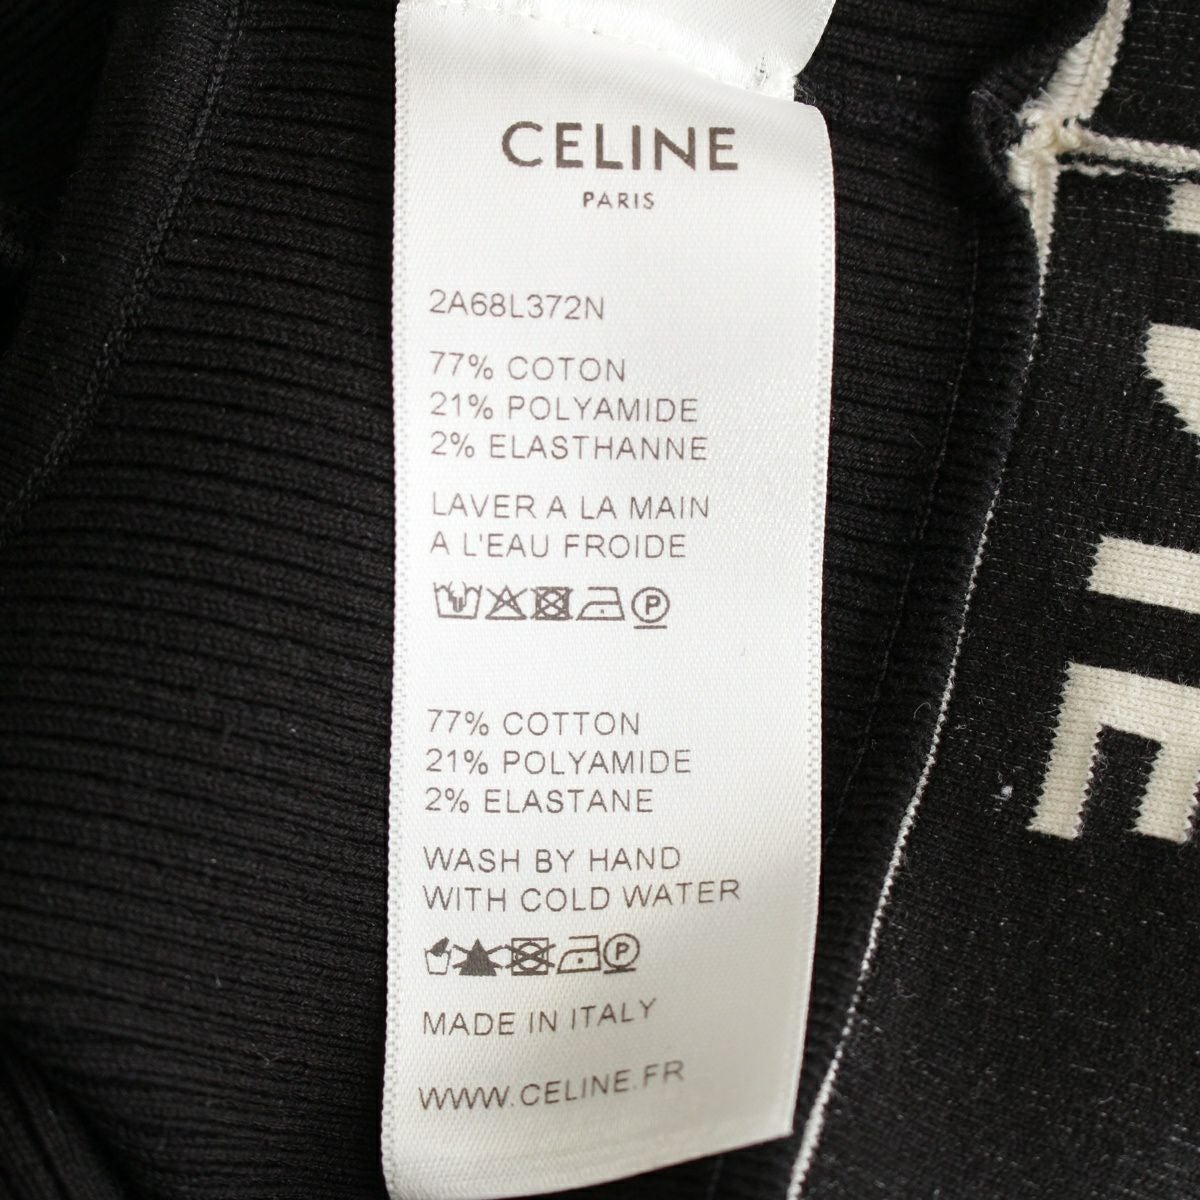 CELINE
PARIS
2A68L372N
77% COTON
21% POLYAMIDE
2% ELASTHANNE
LAVER A LA MAIN
A L'EAU FROIDE
P
77% COTTON
21% POLYAMIDE
2% ELASTANE
WASH BY HAND
WITH COLD WATER
P
MADE IN ITALY
WWW.CELINE.FR